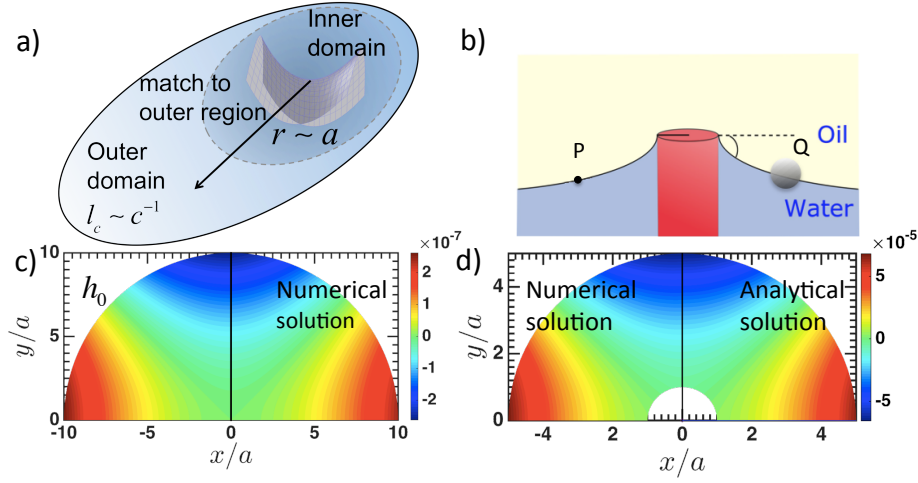 a)
Inner
domain
match to
outer region
r ~ a
Outer
domain
l_c ~ c⁻¹
b)
P
Oil
Q
Water
c)
h₀
Numerical
solution
×10⁻⁷
2
1
0
-1
-2
10
5
0
y/a
-10
-5
0
5
10
x/a
d)
Numerical
solution
Analytical
solution
×10⁻⁵
5
0
-5
4
2
0
y/a
-4
-2
0
2
4
x/a